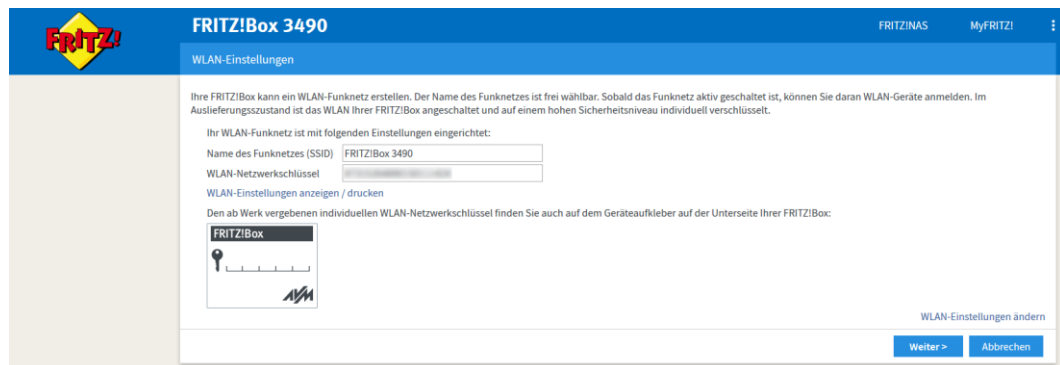 FRITZ!
FRITZ!Box 3490
FRITZ!NAS
MyFRITZ!
WLAN-Einstellungen
Ihre FRITZ!Box kann ein WLAN-Funknetz erstellen. Der Name des Funknetzes ist frei wählbar. Sobald das Funknetz aktiv geschaltet ist, können Sie daran WLAN-Geräte anmelden. Im
Auslieferungszustand ist das WLAN Ihrer FRITZ!Box angeschaltet und auf einem hohen Sicherheitsniveau individuell verschlüsselt.
Ihr WLAN-Funknetz ist mit folgenden Einstellungen eingerichtet:
Name des Funknetzes (SSID) FRITZ!Box 3490
WLAN-Netzwerkschlüssel
WLAN-Einstellungen anzeigen / drucken
Den ab Werk vergebenen individuellen WLAN-Netzwerkschlüssel finden Sie auch auf dem Geräteaufkleber auf der Unterseite Ihrer FRITZ!Box:
FRITZ!Box
AVM
WLAN-Einstellungen ändern
Weiter > Abbrechen